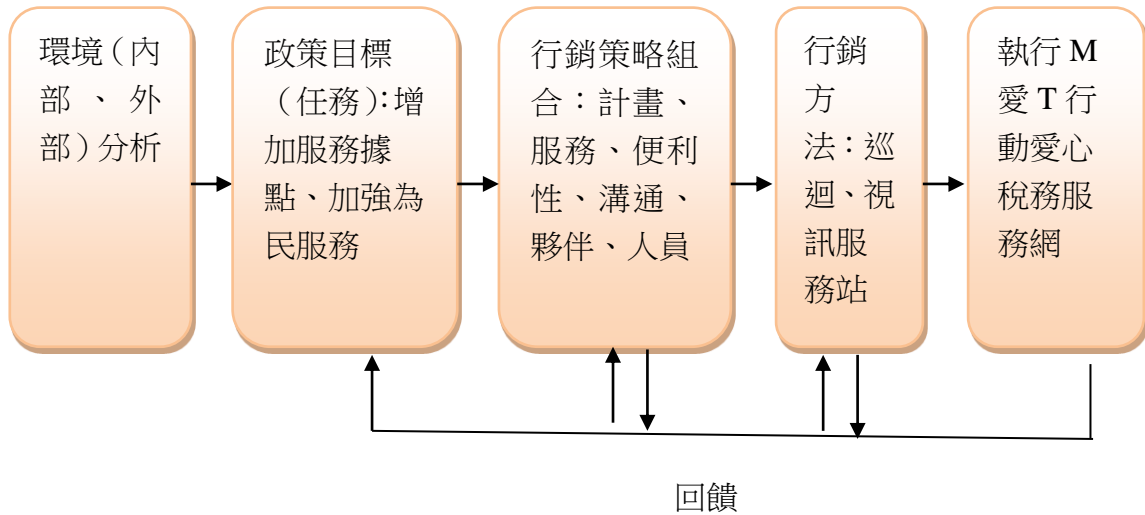 環境（內
部、外
部）分析
政策目標
（任務）：增
加服務據
點、加強為
民服務
行銷策略組
合：計畫、
服務、便利
性、溝通、
夥伴、人員
行銷
方
法：巡
迴、視
訊服
務站
執行 M
愛 T 行
動愛心
稅務服
務網
回饋